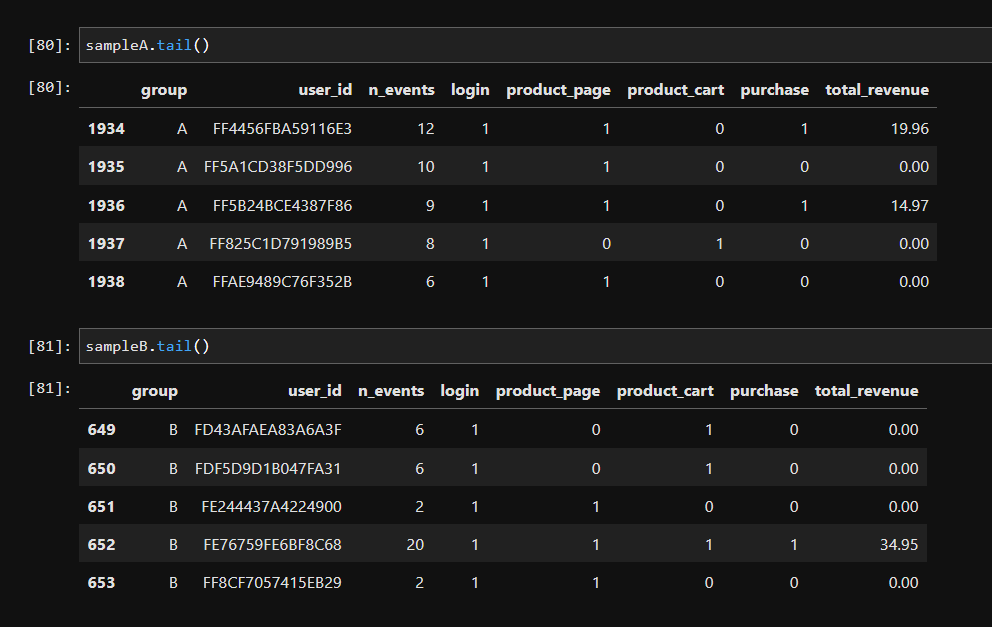 [80]: sampleA.tail()
[80]: group user_id n_events login product_page product_cart purchase total_revenue
1934 A FF4456FBA59116E3 12 1 1 0 1 19.96
1935 A FF5A1CD38F5DD996 10 1 1 0 0 0.00
1936 A FF5B24BCE4387F86 9 1 1 0 1 14.97
1937 A FF825C1D791989B5 8 1 0 1 0 0.00
1938 A FFAE9489C76F352B 6 1 1 0 0 0.00
[81]: sampleB.tail()
[81]: group user_id n_events login product_page product_cart purchase total_revenue
649 B FD43AFAEA83A6A3F 6 1 0 1 0 0.00
650 B FDF5D9D1B047FA31 6 1 0 1 0 0.00
651 B FE244437A4224900 2 1 1 0 0 0.00
652 B FE76759FE6BF8C68 20 1 1 1 1 34.95
653 B FF8CF7057415EB29 2 1 1 0 0 0.00